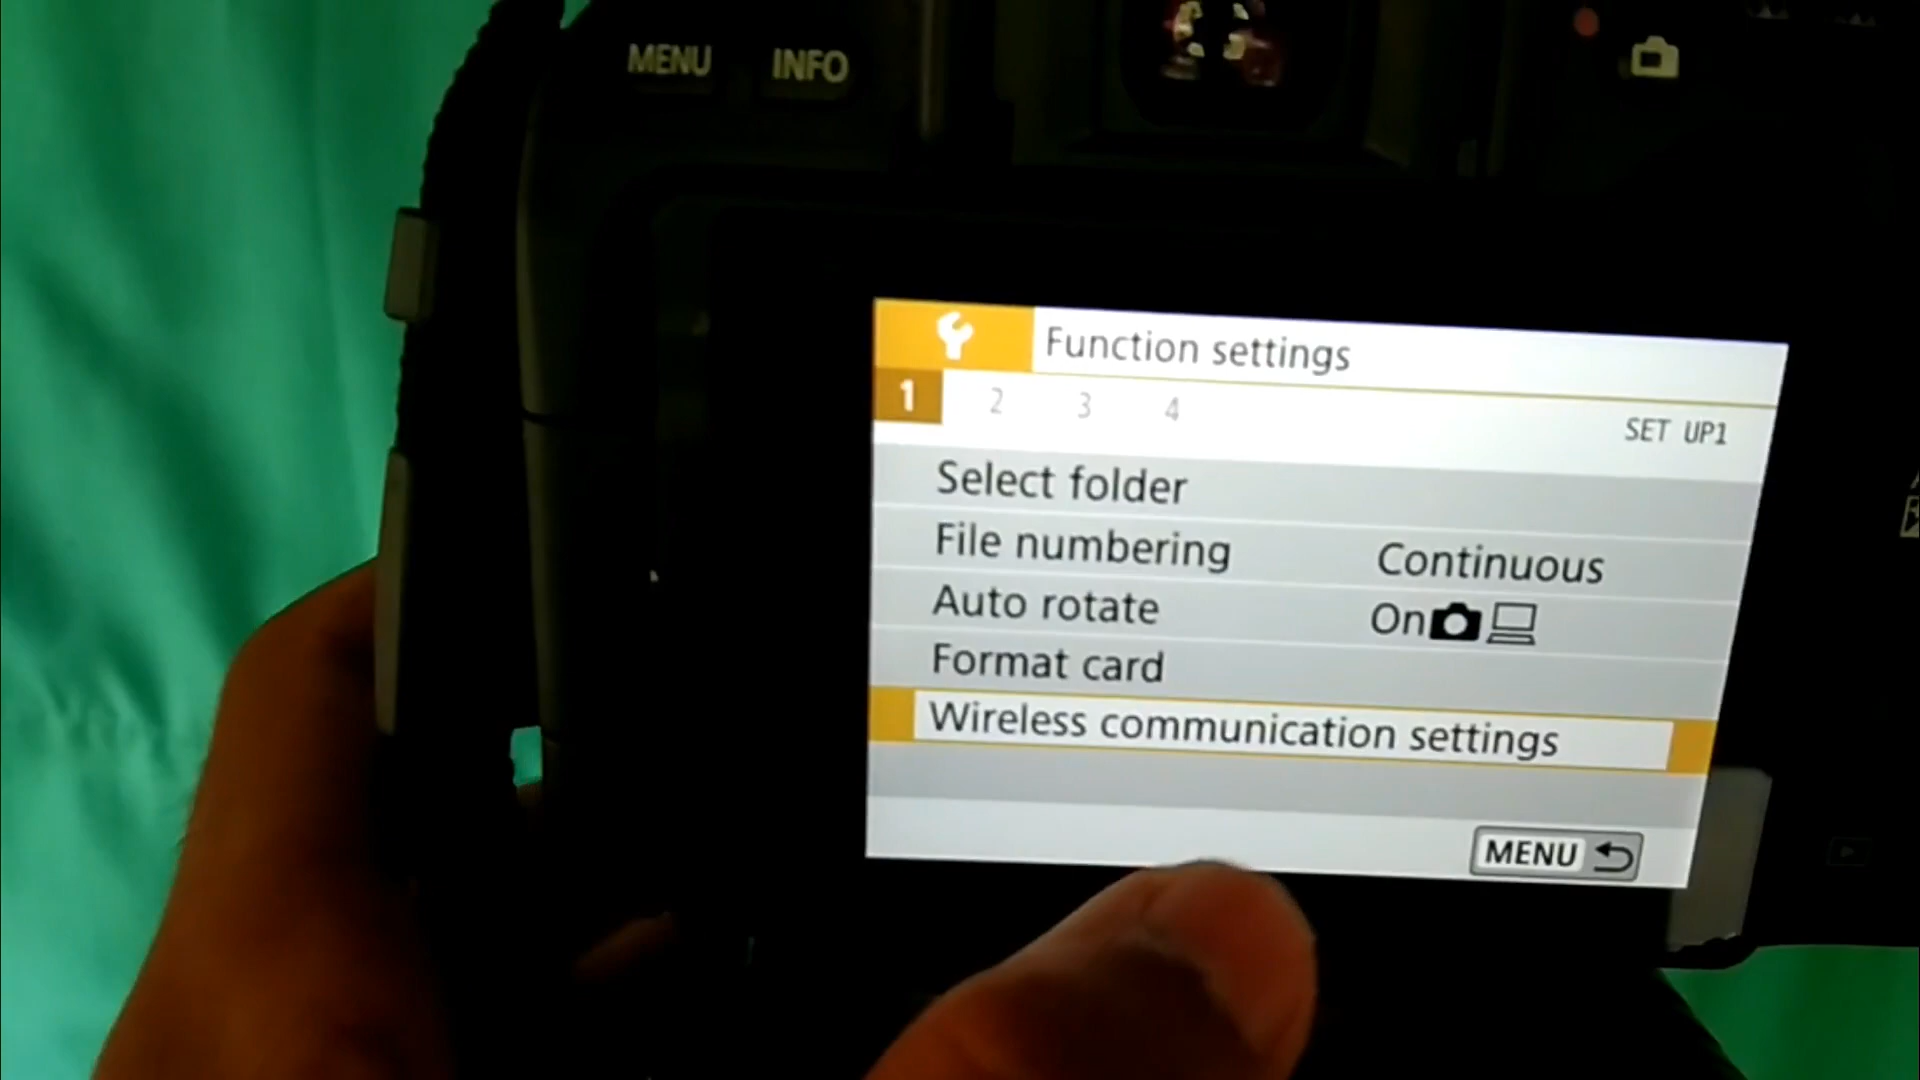 MENU INFO
Function settings
1 2 3 4
SET UP1
Select folder
File numbering Continuous
Auto rotate On
Format card
Wireless communication settings
MENU